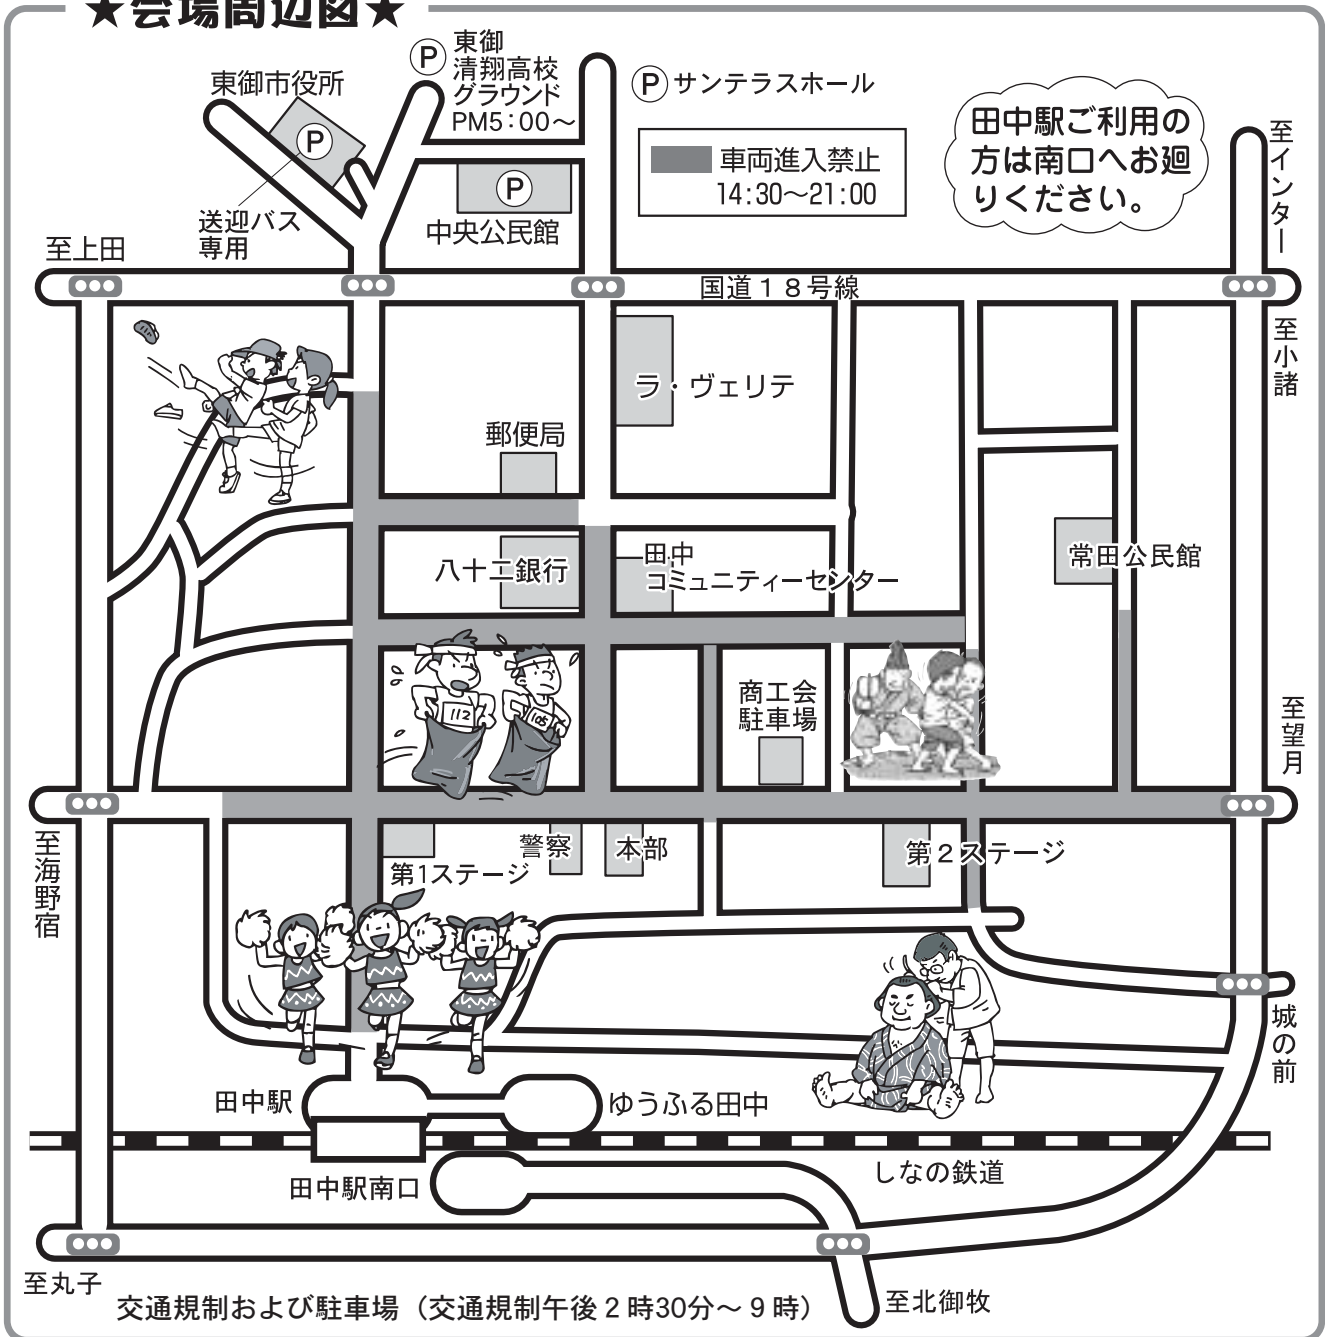 ★会場周辺図★
Ⓟ 東御
清翔高校
グラウンド
PM5:00～
Ⓟ サンテラスホール
東御市役所
Ⓟ
送迎バス
専用
Ⓟ
中央公民館
車両進入禁止
14:30～21:00
田中駅ご利用の
方は南口へお廻
りください。
至インター
至上田
国道１８号線
至小諸
ラ・ヴェリテ
郵便局
八十二銀行
田中
コミュニティーセンター
常田公民館
112
105
商工会
駐車場
至望月
至海野宿
第1ステージ
警察
本部
第２ステージ
城の前
田中駅
ゆうふる田中
しなの鉄道
田中駅南口
至丸子
至北御牧
交通規制および駐車場（交通規制午後２時30分～９時）